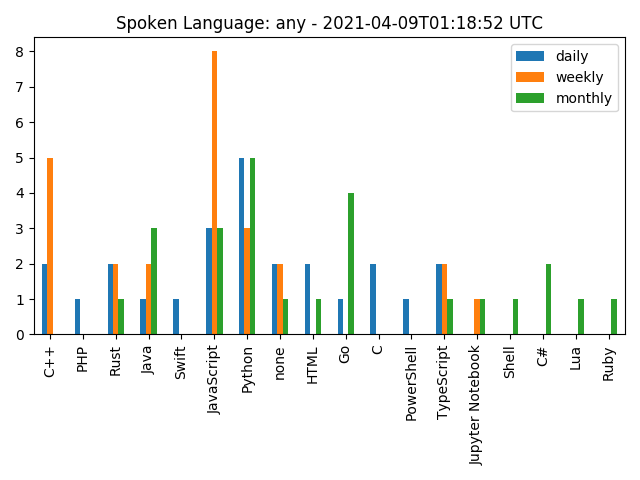 Spoken Language: any - 2021-04-09T01:18:52 UTC
daily
weekly
monthly
8
7
6
5
4
3
2
1
0
C++
PHP
Rust
Java
Swift
JavaScript
Python
none
HTML
Go
C
PowerShell
TypeScript
Jupyter Notebook
Shell
C#
Lua
Ruby